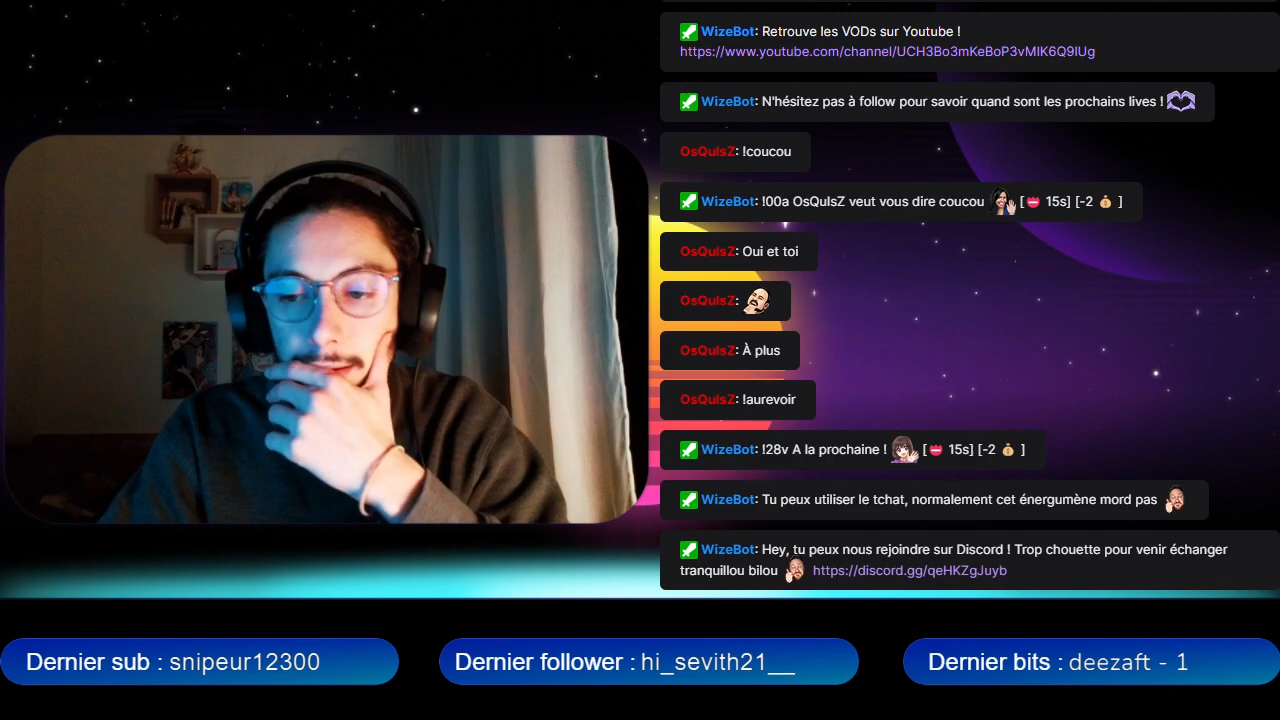 WizeBot: Retrouve les VODs sur Youtube !
https://www.youtube.com/channel/UCH3Bo3mKeBoP3vMIK6Q9IUg
WizeBot: N'hésitez pas à follow pour savoir quand sont les prochains lives !
OsQuIsZ: !coucou
WizeBot: !00a OsQuIsZ veut vous dire coucou [ 15s] [-2 ]
OsQuIsZ: Oui et toi
OsQuIsZ:
OsQuIsZ: À plus
OsQuIsZ: !aurevoir
WizeBot: !28v A la prochaine ! [ 15s] [-2 ]
WizeBot: Tu peux utiliser le tchat, normalement cet énergumène mord pas
WizeBot: Hey, tu peux nous rejoindre sur Discord ! Trop chouette pour venir échanger
tranquillou bilou https://discord.gg/qeHKZgJuyb
Dernier sub : snipeur12300
Dernier follower : hi_sevith21__
Dernier bits : deezaft - 1